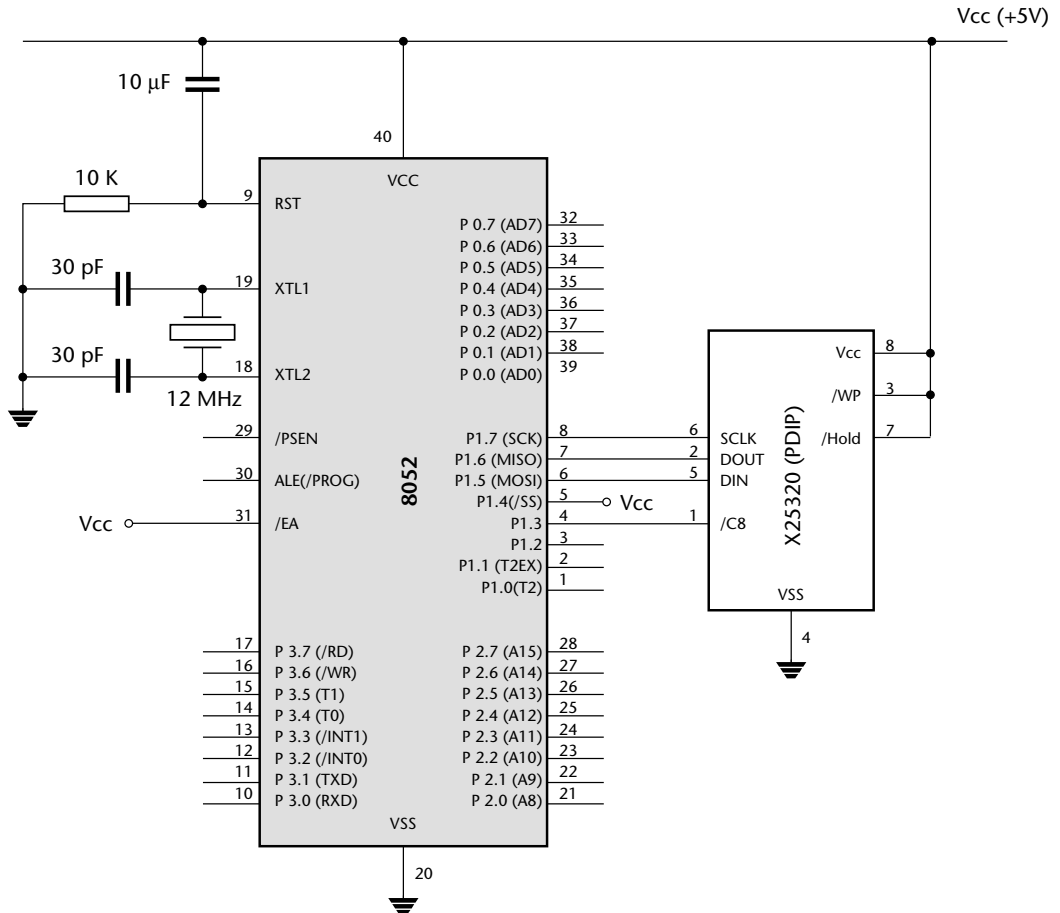 Vcc (+5V)
10 μF
40
VCC
10 K
9 RST
P 0.7 (AD7) 32
P 0.6 (AD6) 33
P 0.5 (AD5) 34
30 pF
19 XTL1
P 0.4 (AD4) 35
P 0.3 (AD3) 36
P 0.2 (AD2) 37
P 0.1 (AD1) 38
30 pF
18 XTL2
P 0.0 (AD0) 39
12 MHz
Vcc 8
/WP 3
/Hold 7
29 /PSEN
P1.7 (SCK) 8
6 SCLK
P1.6 (MISO) 7
2 DOUT
30 ALE(/PROG)
P1.5 (MOSI) 6
5 DIN
P1.4(/SS) 5 Vcc
Vcc 31 /EA
P1.3 4
1 /C8
P1.2 3
P1.1 (T2EX) 2
P1.0(T2) 1
8052
X25320 (PDIP)
VSS
4
17 P 3.7 (/RD)
P 2.7 (A15) 28
16 P 3.6 (/WR)
P 2.6 (A14) 27
15 P 3.5 (T1)
P 2.5 (A13) 26
14 P 3.4 (T0)
P 2.4 (A12) 25
13 P 3.3 (/INT1)
P 2.3 (A11) 24
12 P 3.2 (/INT0)
P 2.2 (A10) 23
11 P 3.1 (TXD)
P 2.1 (A9) 22
10 P 3.0 (RXD)
P 2.0 (A8) 21
VSS
20